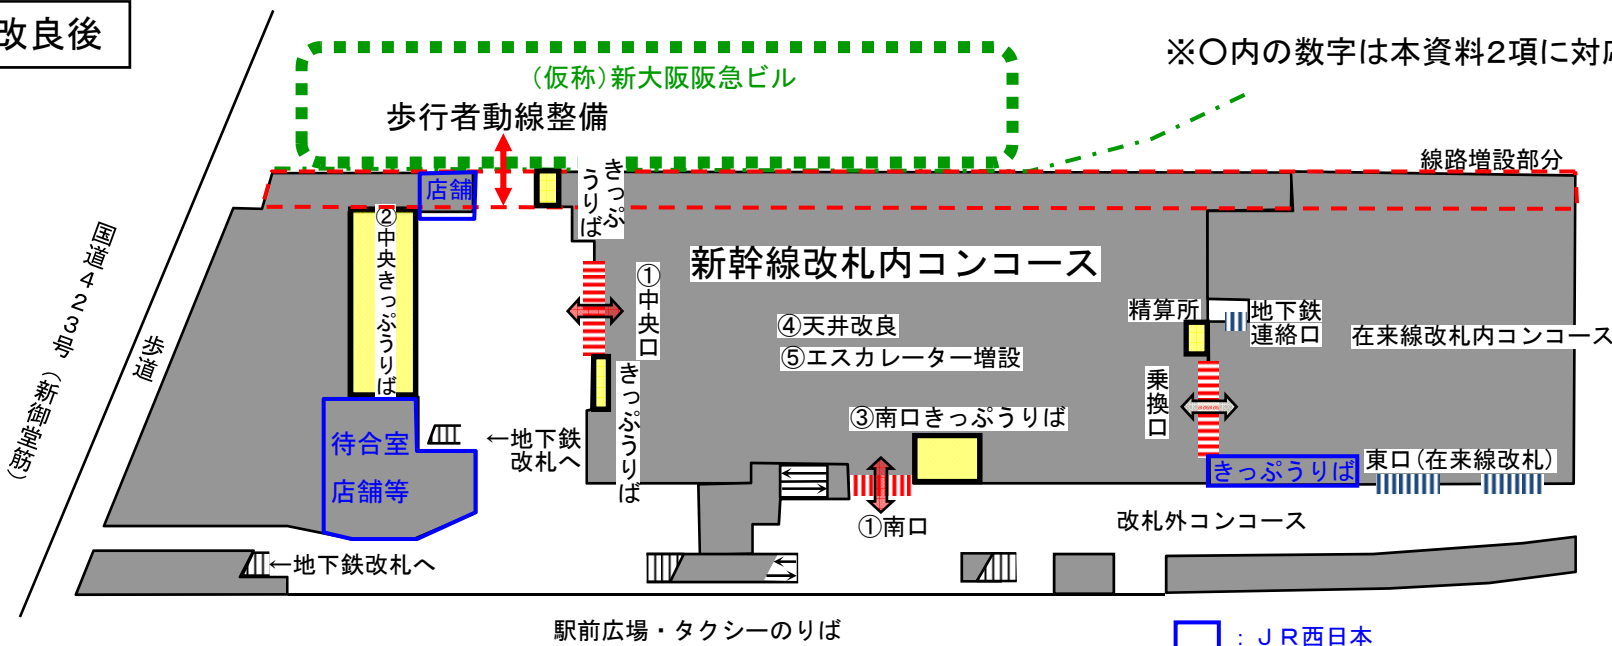 改良後
※○内の数字は本資料2項に対応
(仮称)新大阪阪急ビル
歩行者動線整備
線路増設部分
店舗
きっぷ
うりば
②中央きっぷうりば
国道423号(新御堂筋)
歩道
新幹線改札内コンコース
①中央口
④天井改良
⑤エスカレーター増設
精算所
地下鉄
連絡口
在来線改札内コンコース
きっぷうりば
乗換口
③南口きっぷうりば
待合室
店舗等
←地下鉄
改札へ
きっぷうりば
東口(在来線改札)
①南口
改札外コンコース
←地下鉄改札へ
駅前広場・タクシーのりば
:JR西日本